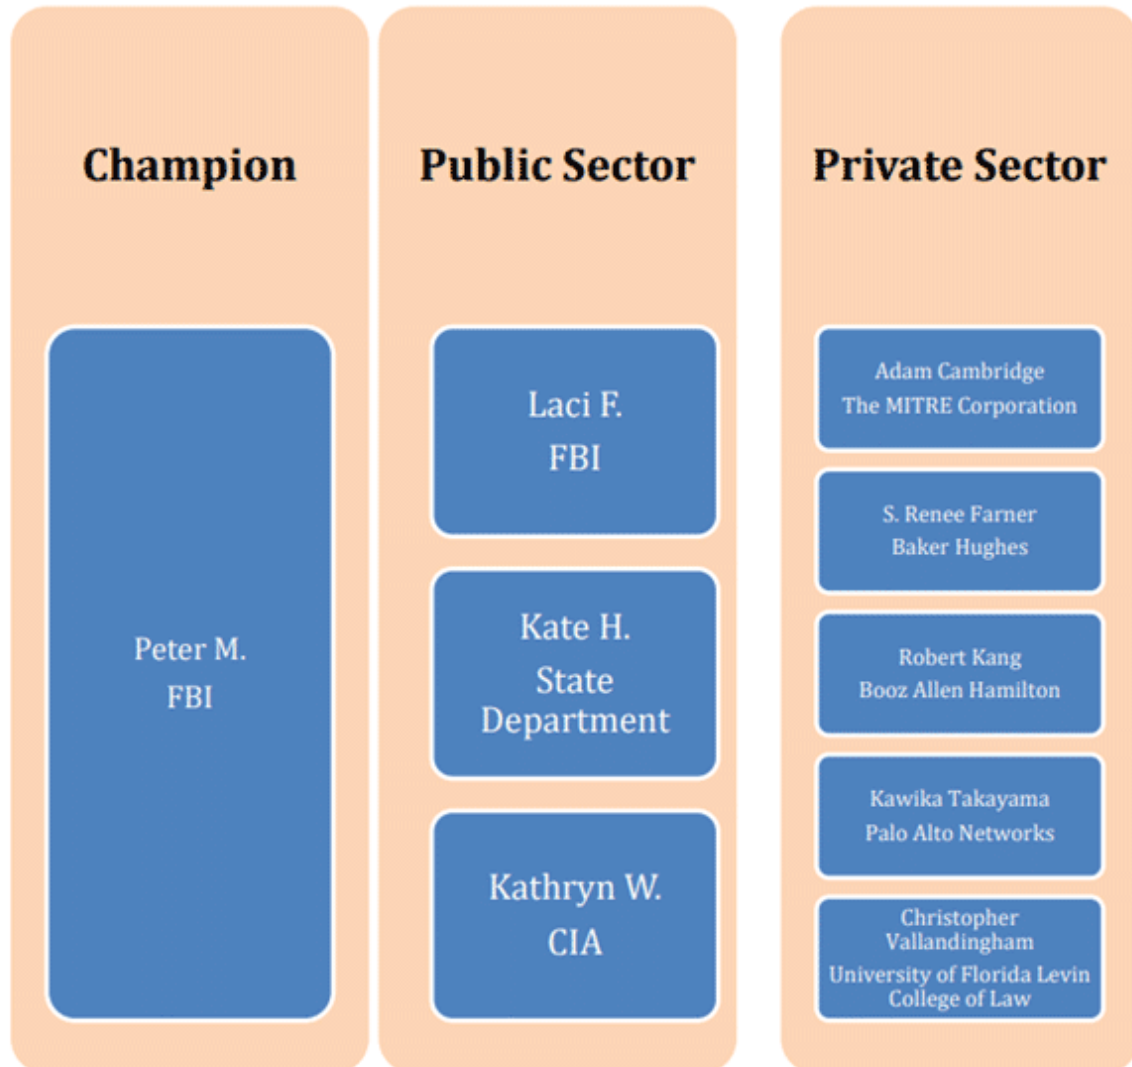 Champion
Peter M.
FBI
Public Sector
Laci F.
FBI
Kate H.
State
Department
Kathryn W.
CIA
Private Sector
Adam Cambridge
The MITRE Corporation
S. Renee Farner
Baker Hughes
Robert Kang
Booz Allen Hamilton
Kawika Takayama
Palo Alto Networks
Christopher
Vallandingham
University of Florida Levin
College of Law